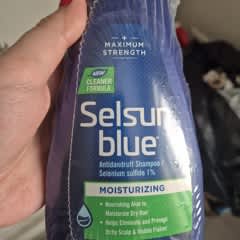 + MAXIMUM
STRENGTH
NEW
CLEANER
FORMULA
Selsun
blue
Antidandruff Shampoo /
Selenium sulfide 1%
MOISTURIZING
• Nourishing Aloe to
Moisturize Dry Hair
• Helps Eliminate and Prevent
Itchy Scalp & Visible Flakes